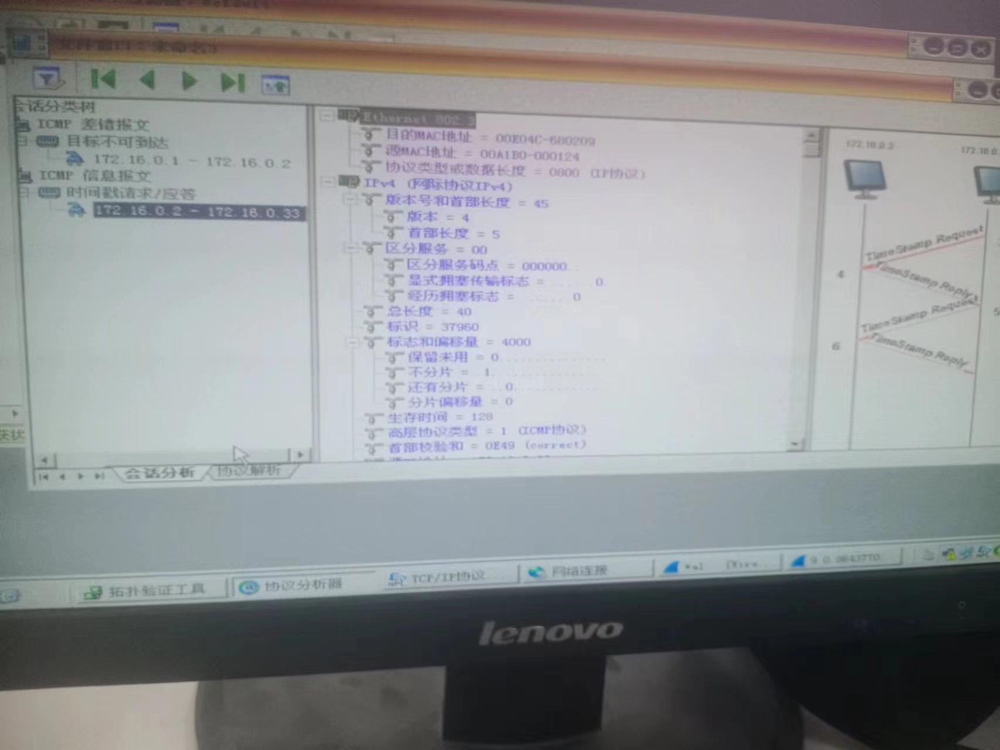 会话分类树
ICMP 差错报文
目标不可到达
172.16.0.1 - 172.16.0.2
ICMP 信息报文
时间戳请求/应答
172.16.0.2 - 172.16.0.33
会话分析
协议解析
Ethernet 802.3
目的MAC地址 = 00E04C-680209
源MAC地址 = 00A1B0-000124
协议类型或数据长度 = 0800 (IP协议)
IPv4 (网际协议IPv4)
版本号和首部长度 = 45
版本 = 4
首部长度 = 5
区分服务 = 00
区分服务码点 = 000000..
显式拥塞传输标志 = ......0.
经历拥塞标志 = .......0
总长度 = 40
标识 = 37960
标志和偏移量 = 4000
保留未用 = 0...............
不分片 = .1..............
还有分片 = ..0.............
分片偏移量 = 0
生存时间 = 128
高层协议类型 = 1 (ICMP协议)
首部校验和 = 0E49 (correct)
172.16.0.2
172.16.0.
TimeStamp Request
4
TimeStamp Reply
5
TimeStamp Request
6
TimeStamp Reply
拓扑验证工具
协议分析器
TCP/IP协议
网络连接
lenovo